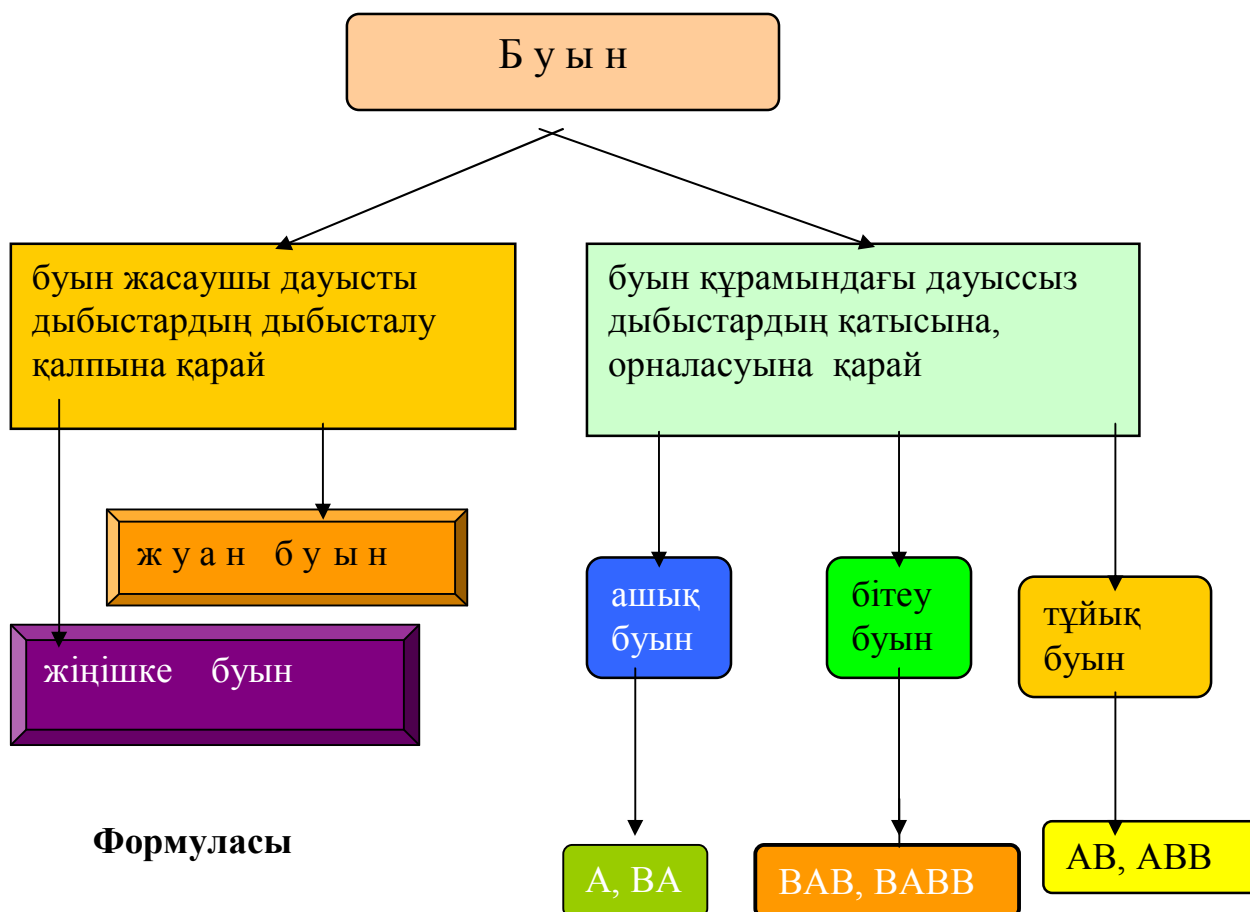 Б у ы н
буын жасаушы дауысты
дыбыстардың дыбысталу
қалпына қарай
буын құрамындағы дауыссыз
дыбыстардың қатысына,
орналасуына қарай
ж у а н б у ы н
жіңішке буын
ашық
буын
бітеу
буын
тұйық
буын
Формуласы
А, ВА
ВАВ, ВАВВ
АВ, АВВ